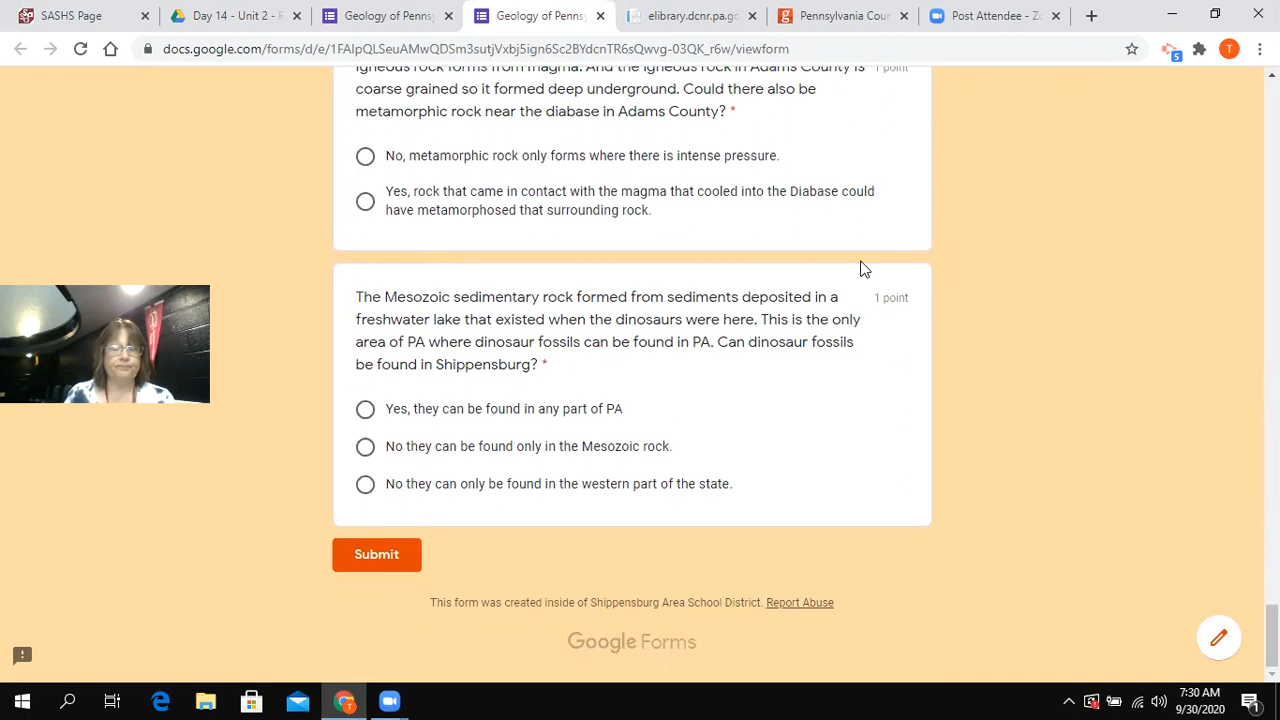 SASHS Page
Day 4 - Unit 2 - R
Geology of Penns
Geology of Penns
elibrary.dcnr.pa.go
Pennsylvania Cour
Post Attendee - Zo
docs.google.com/forms/d/e/1FAIpQLSeuAMwQDSm3sutjVxbj5ign6Sc2BYdcnTR6sQwvg-03QK_r6w/viewform
5
T
igneous rock forms from magma. And the igneous rock in Adams County is
1 point
coarse grained so it formed deep underground. Could there also be
metamorphic rock near the diabase in Adams County? *
No, metamorphic rock only forms where there is intense pressure.
Yes, rock that came in contact with the magma that cooled into the Diabase could
have metamorphosed that surrounding rock.
The Mesozoic sedimentary rock formed from sediments deposited in a
1 point
freshwater lake that existed when the dinosaurs were here. This is the only
area of PA where dinosaur fossils can be found in PA. Can dinosaur fossils
be found in Shippensburg? *
Yes, they can be found in any part of PA
No they can be found only in the Mesozoic rock.
No they can only be found in the western part of the state.
Submit
This form was created inside of Shippensburg Area School District. Report Abuse
Google Forms
7:30 AM
9/30/2020